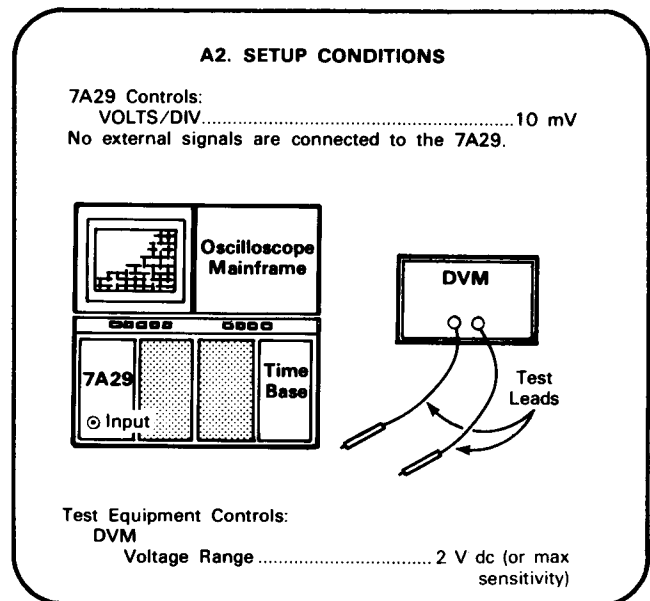 A2. SETUP CONDITIONS
7A29 Controls:
VOLTS/DIV......................................................10 mV
No external signals are connected to the 7A29.
Oscilloscope
Mainframe
DVM
7A29
Time
Base
Input
Test
Leads
Test Equipment Controls:
DVM
Voltage Range................................2 V dc (or max
sensitivity)